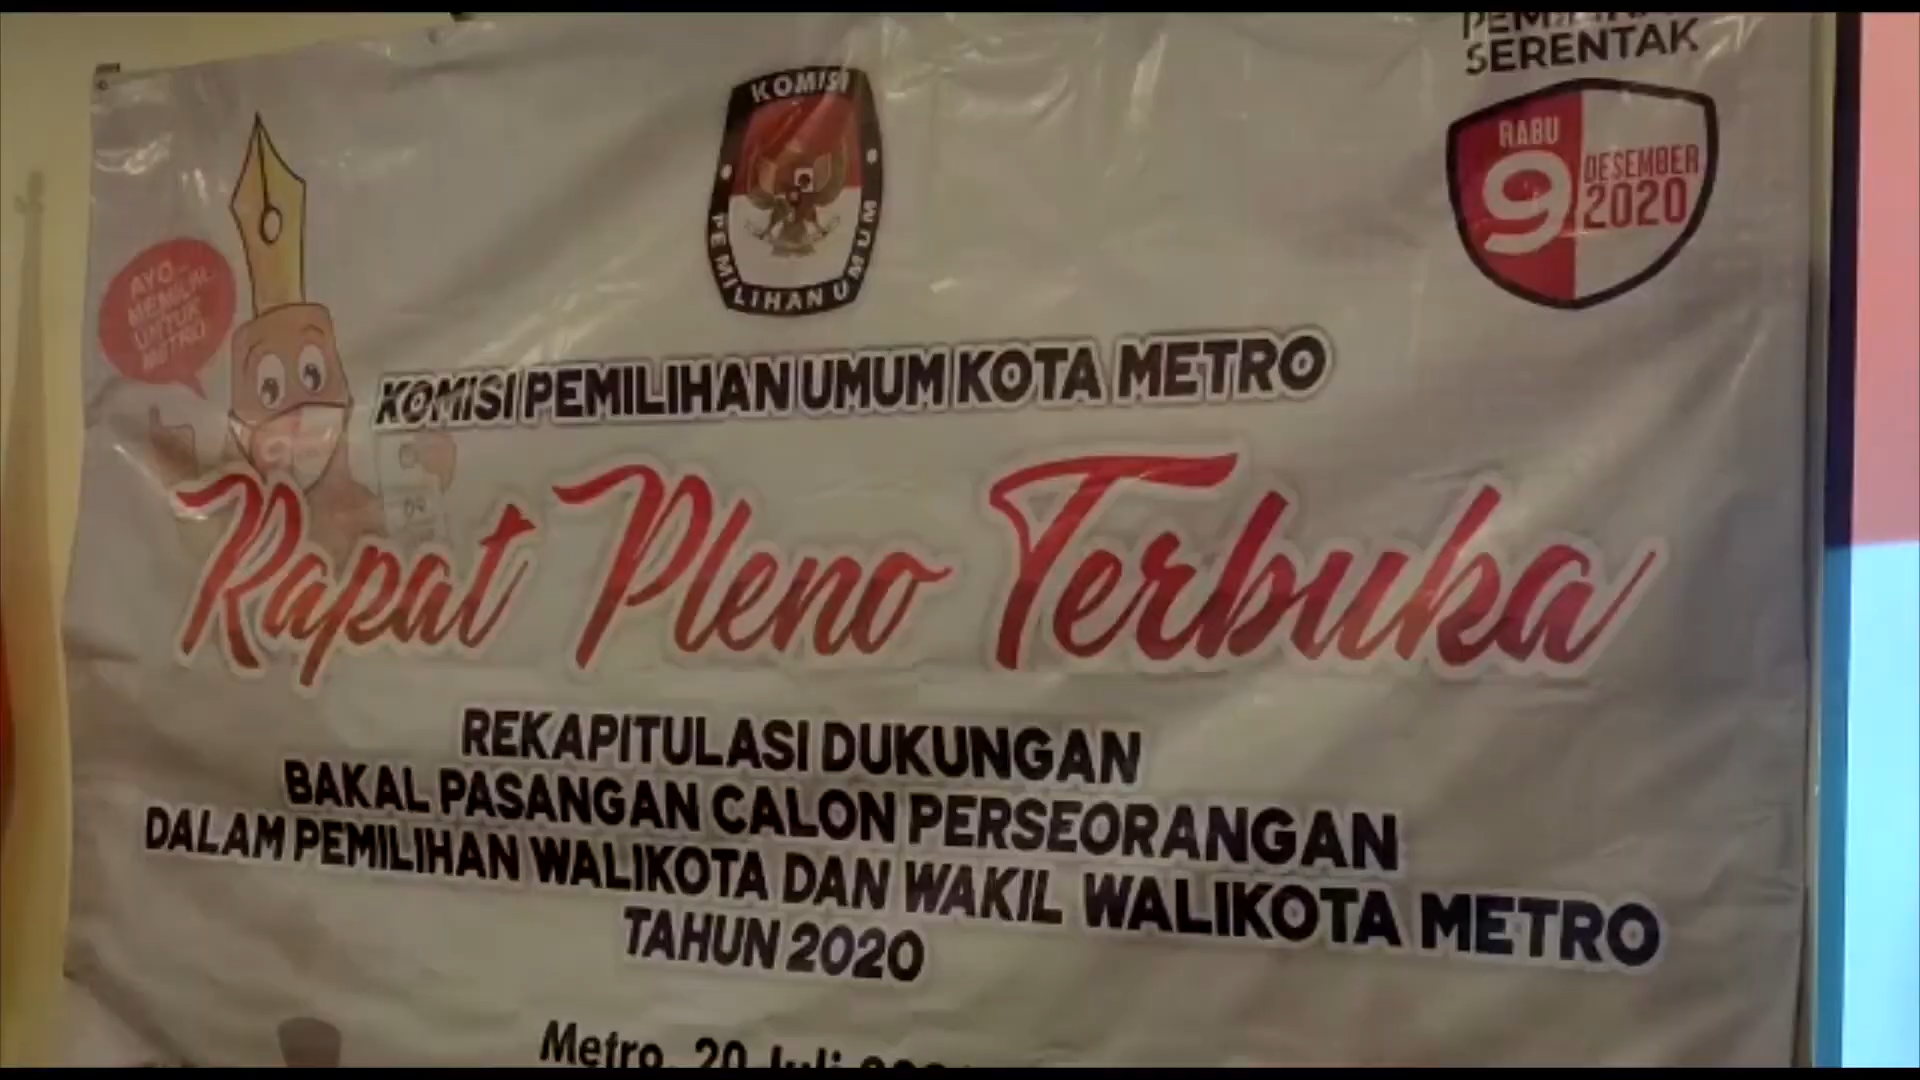 SERENTAK
KOMISI
PEMILIHAN UMUM
RABU
9
DESEMBER
2020
AYO
MEMILIH
UNTUK
METRO
KOMISI PEMILIHAN UMUM KOTA METRO
Rapat Pleno Terbuka
REKAPITULASI DUKUNGAN
BAKAL PASANGAN CALON PERSEORANGAN
DALAM PEMILIHAN WALIKOTA DAN WAKIL WALIKOTA METRO
TAHUN 2020
Metro, 20 Juli